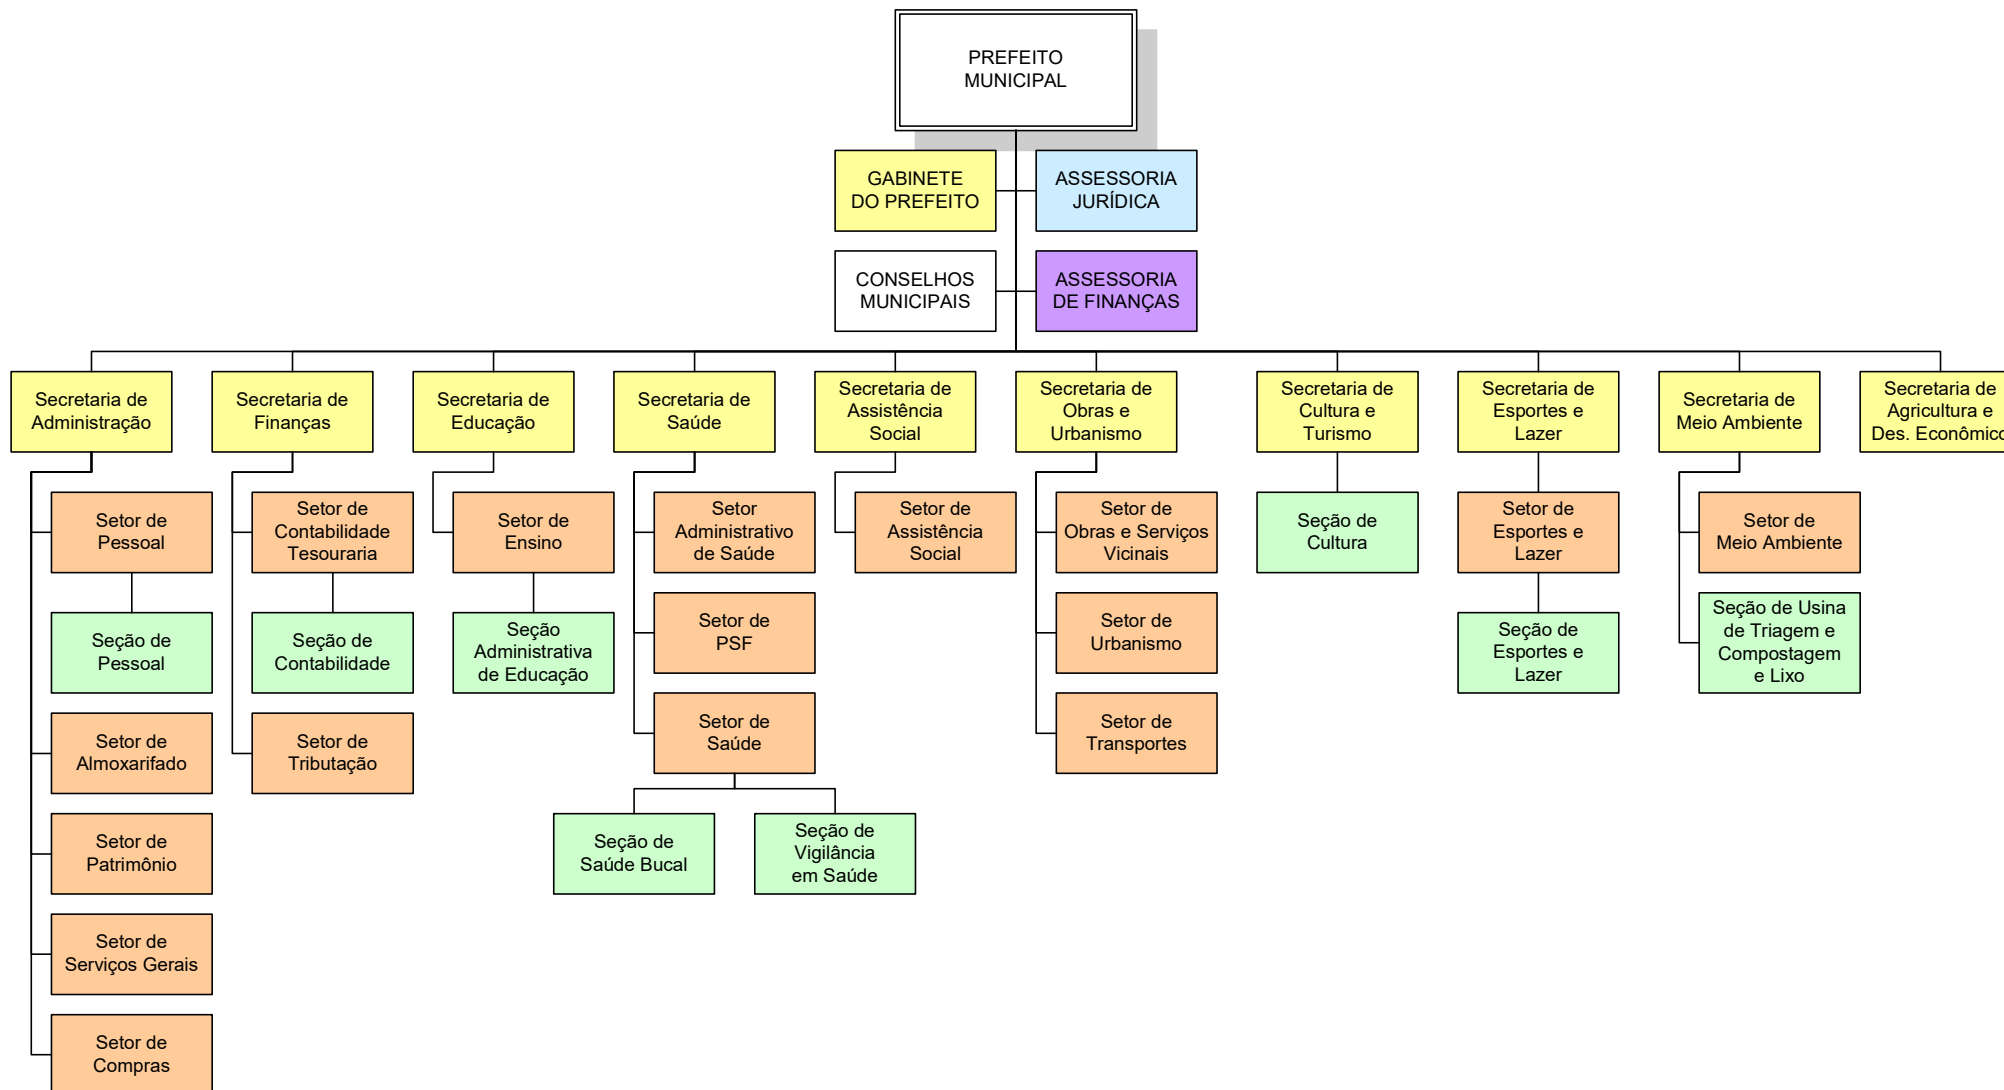 PREFEITO
MUNICIPAL
GABINETE
DO PREFEITO
ASSESSORIA
JURÍDICA
CONSELHOS
MUNICIPAIS
ASSESSORIA
DE FINANÇAS
Secretaria de
Administração
Secretaria de
Finanças
Secretaria de
Educação
Secretaria de
Saúde
Secretaria de
Assistência
Social
Secretaria de
Obras e
Urbanismo
Secretaria de
Cultura e
Turismo
Secretaria de
Esportes e
Lazer
Secretaria de
Meio Ambiente
Secretaria de
Agricultura e
Des. Econômico
Setor de
Pessoal
Setor de
Contabilidade
Tesouraria
Setor de
Ensino
Setor
Administrativo
de Saúde
Setor de
Assistência
Social
Setor de
Obras e Serviços
Vicinais
Seção de
Cultura
Setor de
Esportes e
Lazer
Setor de
Meio Ambiente
Seção de
Pessoal
Seção de
Contabilidade
Seção
Administrativa
de Educação
Setor de
PSF
Setor de
Urbanismo
Seção de
Esportes e
Lazer
Seção de Usina
de Triagem e
Compostagem
e Lixo
Setor de
Almoxarifado
Setor de
Tributação
Setor de
Saúde
Setor de
Transportes
Setor de
Patrimônio
Seção de
Saúde Bucal
Seção de
Vigilância
em Saúde
Setor de
Serviços Gerais
Setor de
Compras